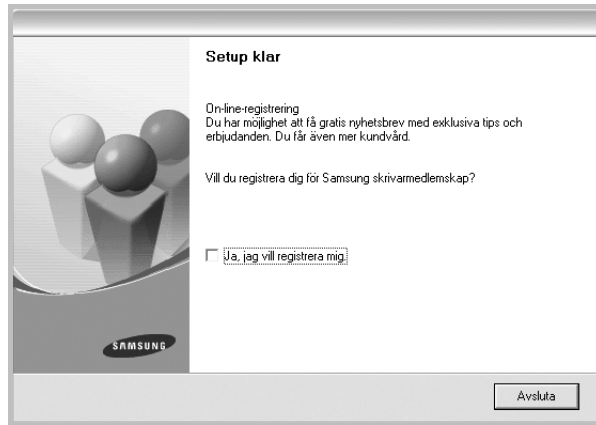 Setup klar
On-line-registrering
Du har möjlighet att få gratis nyhetsbrev med exklusiva tips och
erbjudanden. Du får även mer kundvård.
Vill du registrera dig för Samsung skrivarmedlemskap?
Ja, jag vill registrera mig.
SAMSUNG
Avsluta